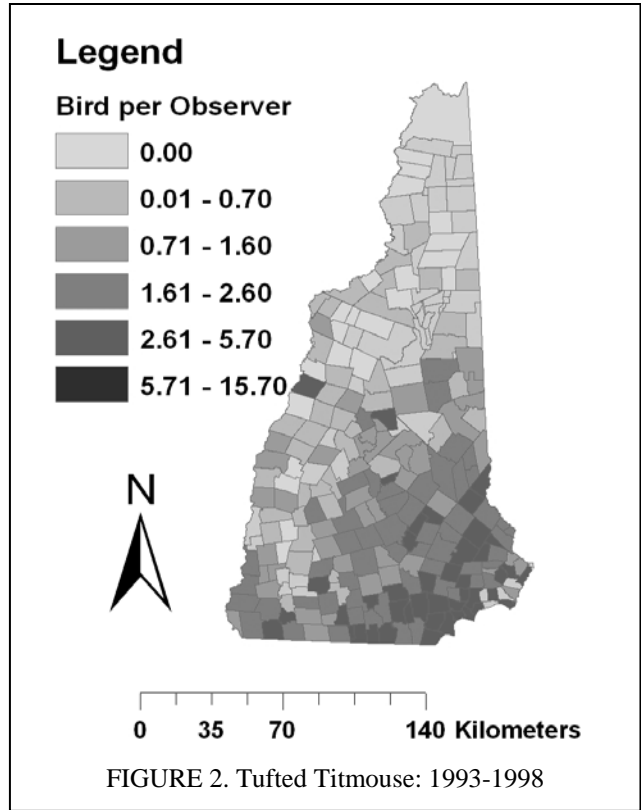 Legend
Bird per Observer
0.00
0.01 - 0.70
0.71 - 1.60
1.61 - 2.60
2.61 - 5.70
5.71 - 15.70
N
0 35 70 140 Kilometers
FIGURE 2. Tufted Titmouse: 1993-1998